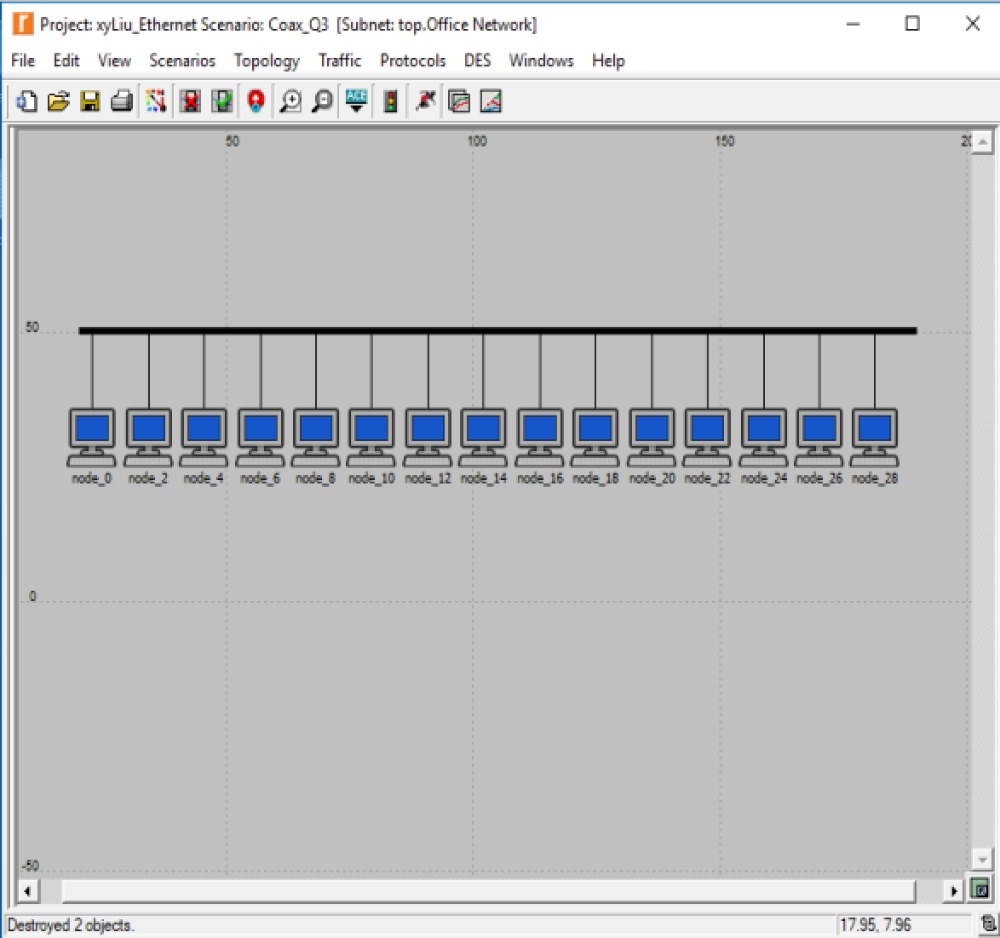 Project: xyLiu_Ethernet Scenario: Coax_Q3 [Subnet: top.Office Network]
File Edit View Scenarios Topology Traffic Protocols DES Windows Help
ACE
50 100 150 20
50
node_0 node_2 node_4 node_6 node_8 node_10 node_12 node_14 node_16 node_18 node_20 node_22 node_24 node_26 node_28
0
-50
Destroyed 2 objects. 17.95, 7.96